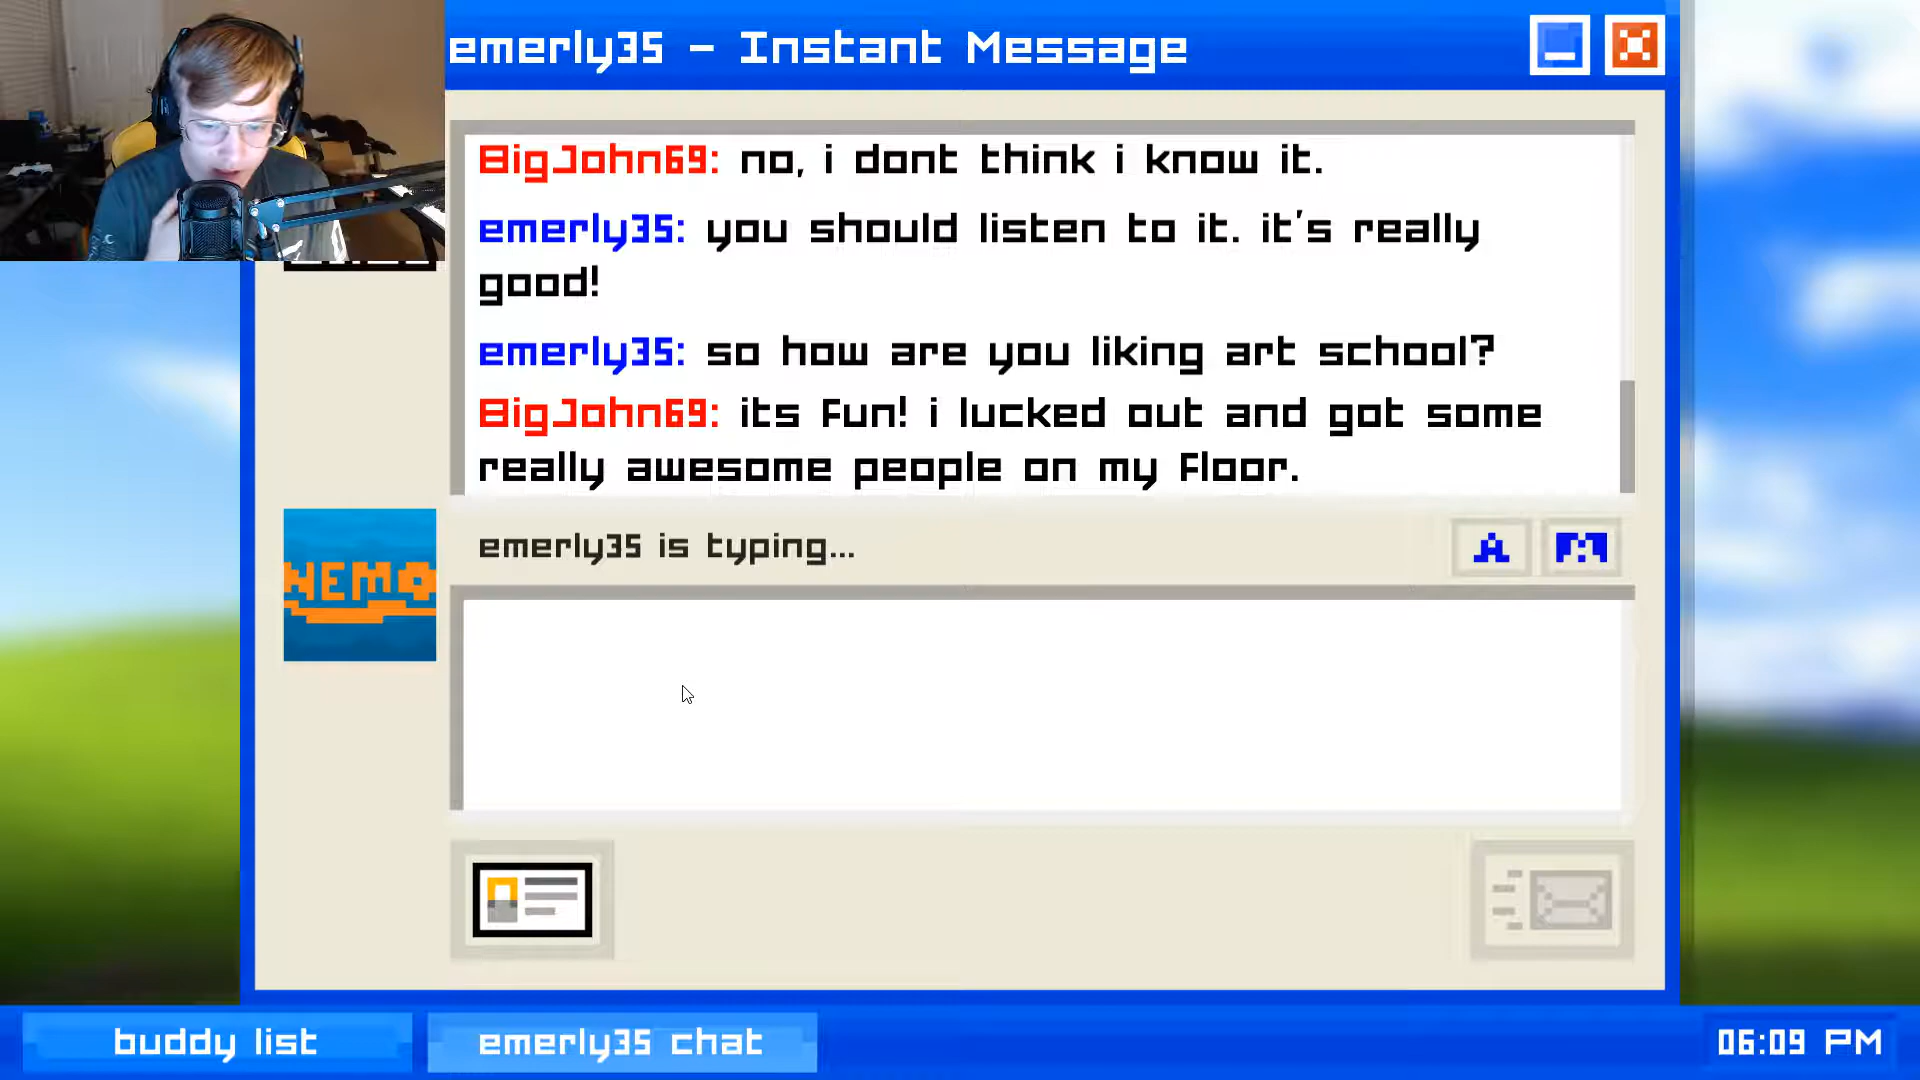 emerly35 - Instant Message
BigJohn69: no, i dont think i know it.
emerly35: you should listen to it. it's really
good!
emerly35: so how are you liking art school?
BigJohn69: its fun! i lucked out and got some
really awesome people on my floor.
emerly35 is typing...
A
NEMO
buddy list
emerly35 chat
06:09 PM